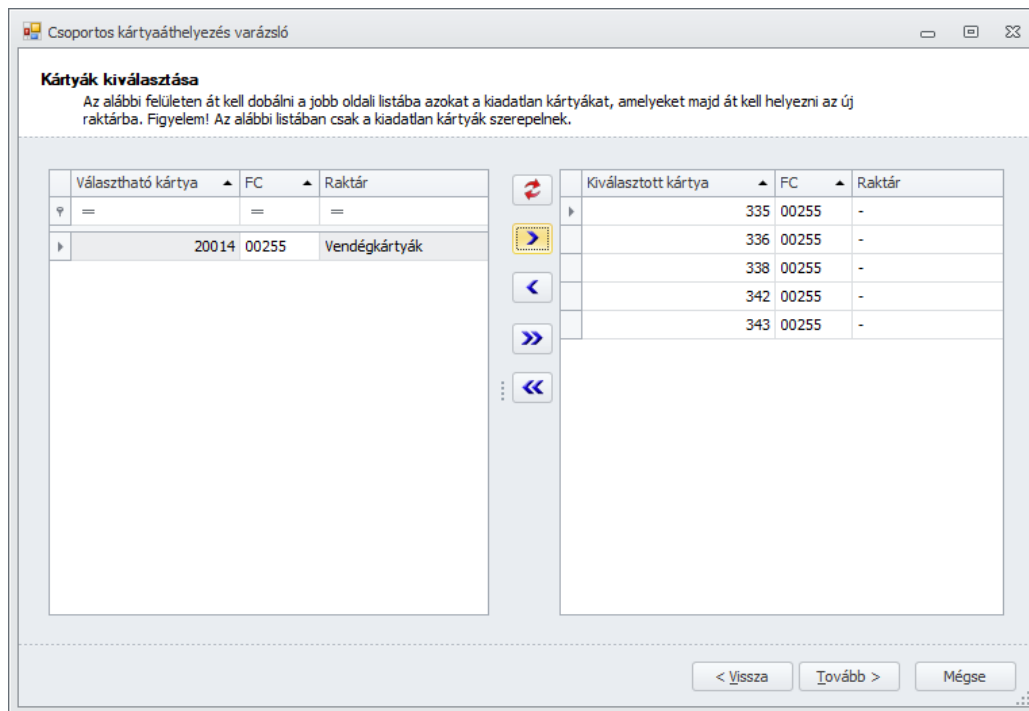 Csoportos kártyaáthelyezés varázsló
Kártyák kiválasztása
Az alábbi felületen át kell dobálni a jobb oldali listába azokat a kiadatlan kártyákat, amelyeket majd át kell helyezni az új
raktárba. Figyelem! Az alábbi listában csak a kiadatlan kártyák szerepelnek.
Választható kártya FC Raktár
= = =
20014 00255 Vendégkártyák
Kiválasztott kártya FC Raktár
335 00255 -
336 00255 -
338 00255 -
342 00255 -
343 00255 -
< Vissza Tovább > Mégse